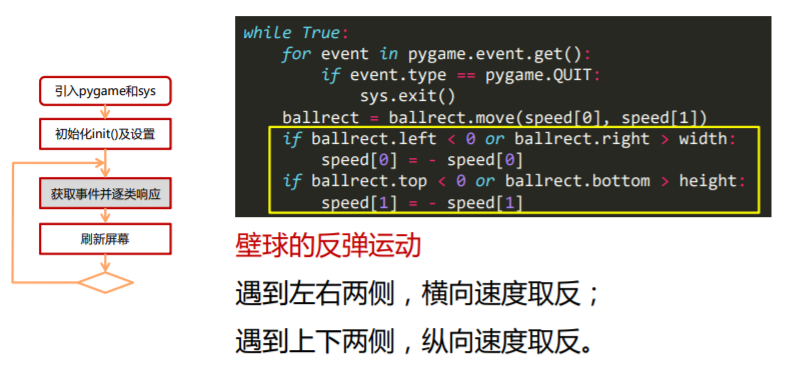 引入pygame和sys
初始化init()及设置
获取事件并逐类响应
刷新屏幕
while True:
    for event in pygame.event.get():
        if event.type == pygame.QUIT:
            sys.exit()
    ballrect = ballrect.move(speed[0], speed[1])
    if ballrect.left < 0 or ballrect.right > width:
        speed[0] = - speed[0]
    if ballrect.top < 0 or ballrect.bottom > height:
        speed[1] = - speed[1]
壁球的反弹运动
遇到左右两侧，横向速度取反；
遇到上下两侧，纵向速度取反。